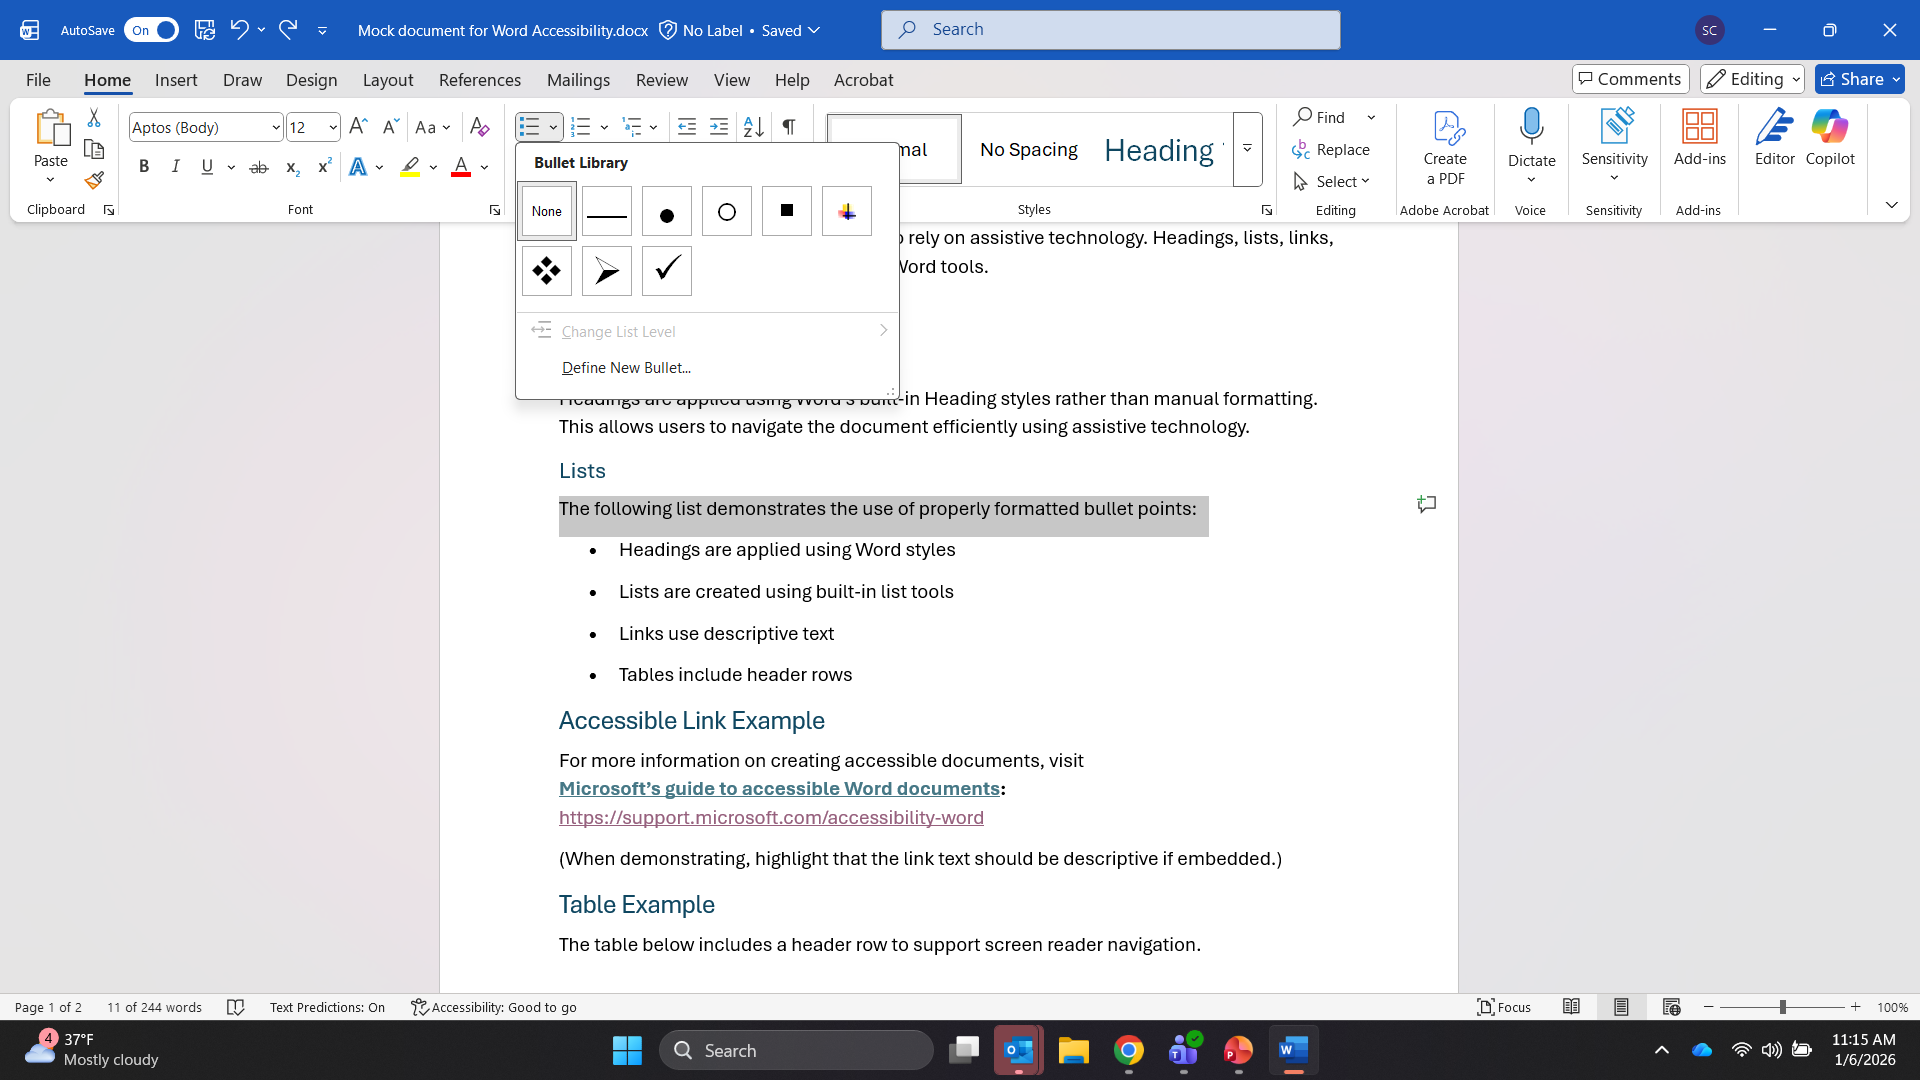 AutoSave On Mock document for Word Accessibility.docx No Label • Saved Search SC
File Home Insert Draw Design Layout References Mailings Review View Help Acrobat Comments Editing Share
Paste
Clipboard
Aptos (Body) 12 Aa
B I U ab x2 x2 A A
Font
A Z
mal No Spacing Heading
Styles
Find
Replace
Select
Editing
Create
a PDF
Adobe Acrobat
Dictate
Voice
Sensitivity
Sensitivity
Add-ins
Add-ins
Editor Copilot
Bullet Library
None
Change List Level
Define New Bullet...
o rely on assistive technology. Headings, lists, links,
Word tools.
Headings are applied using Word's built-in Heading styles rather than manual formatting.
This allows users to navigate the document efficiently using assistive technology.
Lists
The following list demonstrates the use of properly formatted bullet points:
• Headings are applied using Word styles
• Lists are created using built-in list tools
• Links use descriptive text
• Tables include header rows
Accessible Link Example
For more information on creating accessible documents, visit
Microsoft’s guide to accessible Word documents:
https://support.microsoft.com/accessibility-word
(When demonstrating, highlight that the link text should be descriptive if embedded.)
Table Example
The table below includes a header row to support screen reader navigation.
Page 1 of 2 11 of 244 words Text Predictions: On Accessibility: Good to go Focus 100%
4 37°F
Mostly cloudy
Search
11:15 AM
1/6/2026